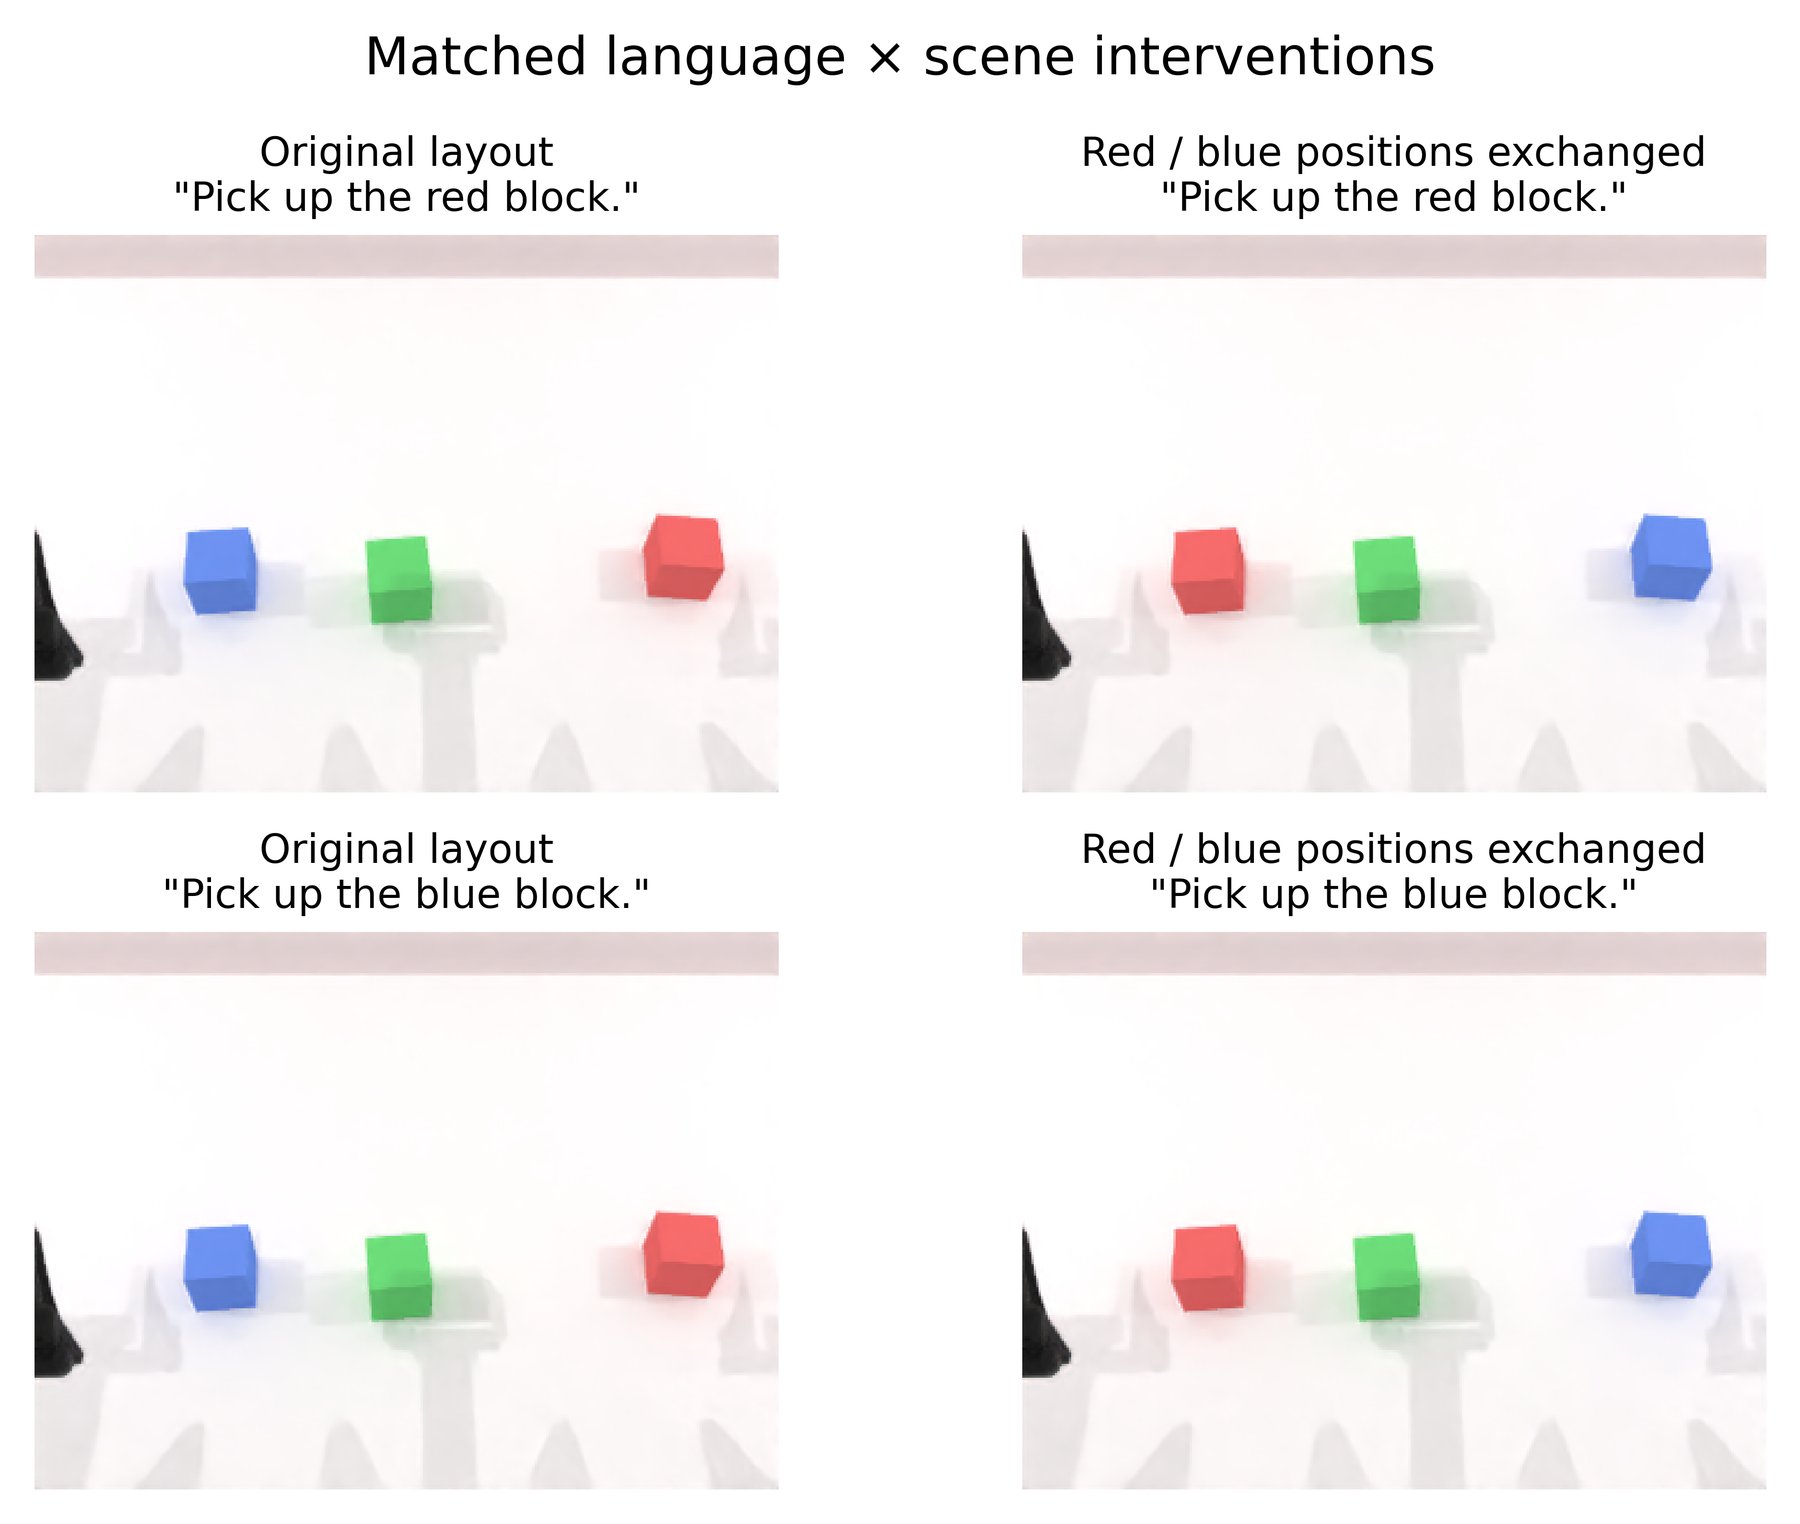 Matched language × scene interventions
Original layout
"Pick up the red block."
Red / blue positions exchanged
"Pick up the red block."
Original layout
"Pick up the blue block."
Red / blue positions exchanged
"Pick up the blue block."